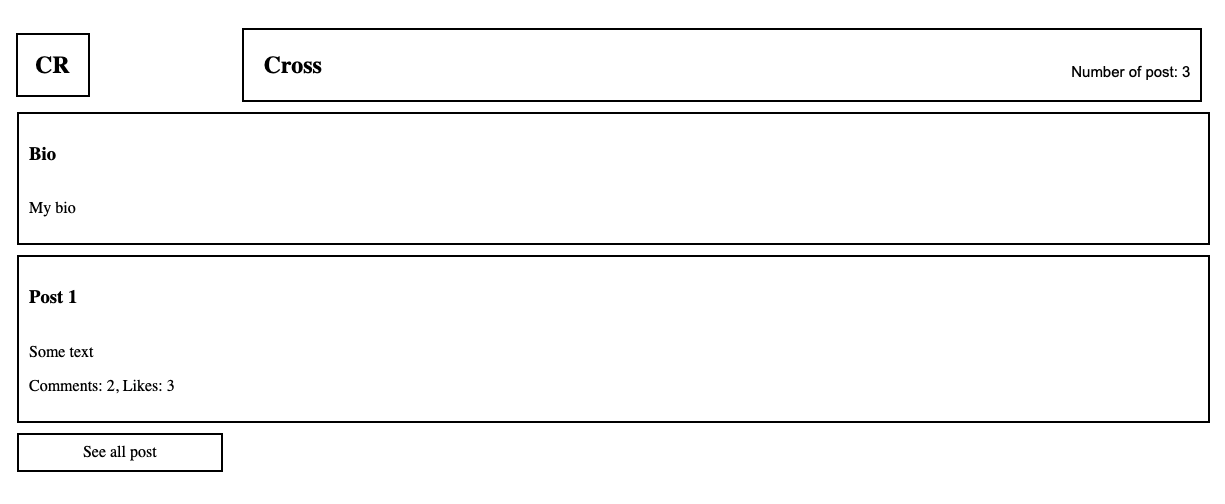 CR
Cross
Number of post: 3
Bio
My bio
Post 1
Some text
Comments: 2, Likes: 3
See all post